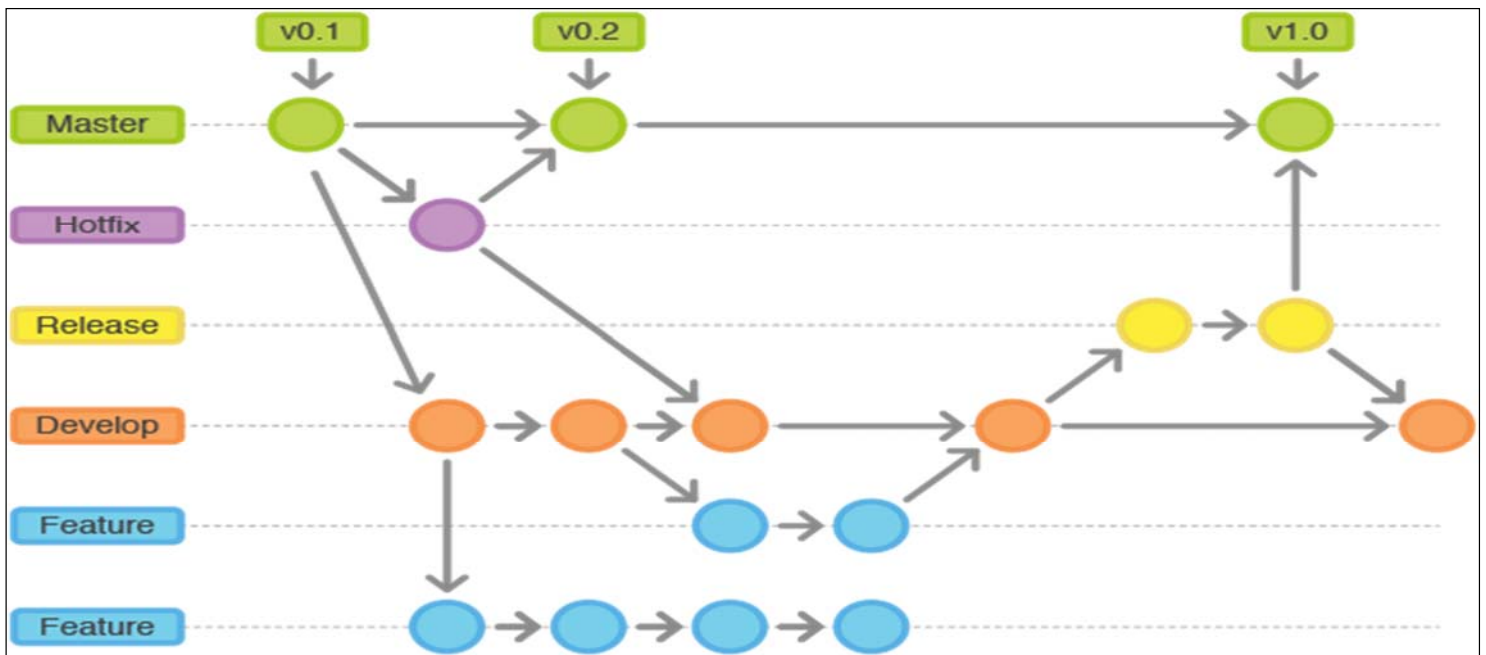 v0.1
v0.2
v1.0
Master
Hotfix
Release
Develop
Feature
Feature